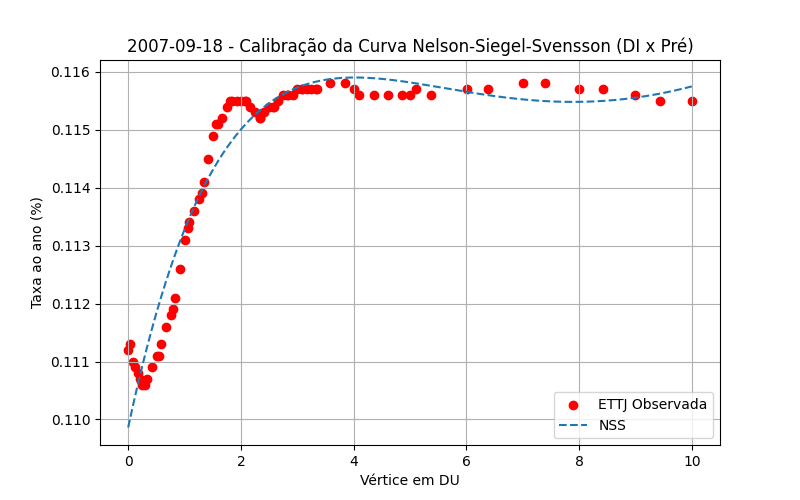 2007-09-18 - Calibração da Curva Nelson-Siegel-Svensson (DI x Pré)
Taxa ao ano (%)
0.116
0.115
0.114
0.113
0.112
0.111
0.110
0
2
4
6
8
10
Vértice em DU
ETTJ Observada
NSS